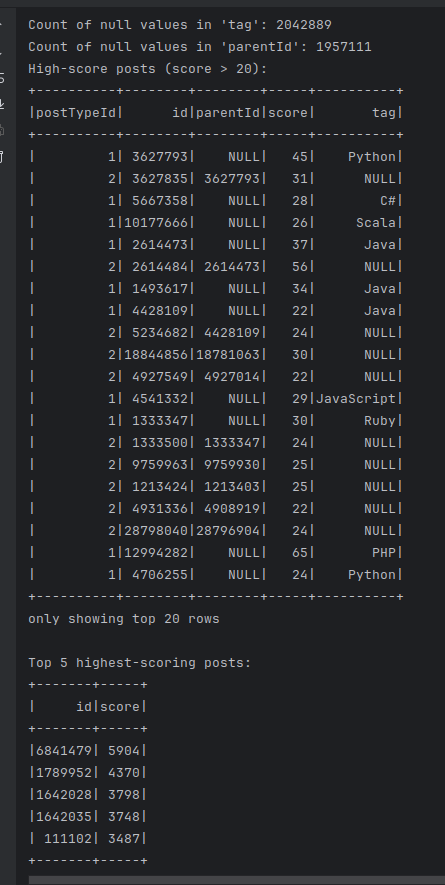 Count of null values in 'tag': 2042889
Count of null values in 'parentId': 1957111
High-score posts (score > 20):
+----------+--------+--------+-----+----------+
|postTypeId|      id|parentId|score|       tag|
+----------+--------+--------+-----+----------+
|         1| 3627793|    NULL|   45|    Python|
|         2| 3627835| 3627793|   31|      NULL|
|         1| 5667358|    NULL|   28|        C#|
|         1|10177666|    NULL|   26|     Scala|
|         1| 2614473|    NULL|   37|      Java|
|         2| 2614484| 2614473|   56|      NULL|
|         1| 1493617|    NULL|   34|      Java|
|         1| 4428109|    NULL|   22|      Java|
|         2| 5234682| 4428109|   24|      NULL|
|         2|18844856|18781063|   30|      NULL|
|         2| 4927549| 4927014|   22|      NULL|
|         1| 4541332|    NULL|   29|JavaScript|
|         1| 1333347|    NULL|   30|      Ruby|
|         2| 1333500| 1333347|   24|      NULL|
|         2| 9759963| 9759930|   25|      NULL|
|         2| 1213424| 1213403|   25|      NULL|
|         2| 4931336| 4908919|   22|      NULL|
|         2|28798040|28796904|   24|      NULL|
|         1|12994282|    NULL|   65|       PHP|
|         1| 4706255|    NULL|   24|    Python|
+----------+--------+--------+-----+----------+
only showing top 20 rows
Top 5 highest-scoring posts:
+-------+-----+
|     id|score|
+-------+-----+
|6841479| 5904|
|1789952| 4370|
|1642028| 3798|
|1642035| 3748|
| 111102| 3487|
+-------+-----+